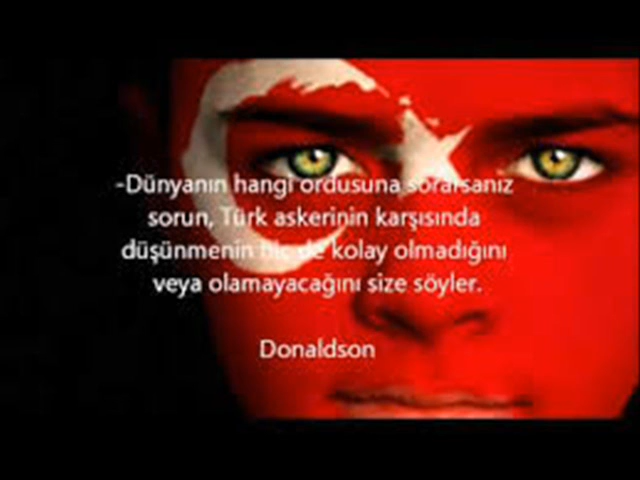 -Dünyanın hangi ordusuna sorarsanız
sorun, Türk askerinin karşısında
düşünmenin hiç de kolay olmadığını
veya olamayacağını size söyler.
Donaldson